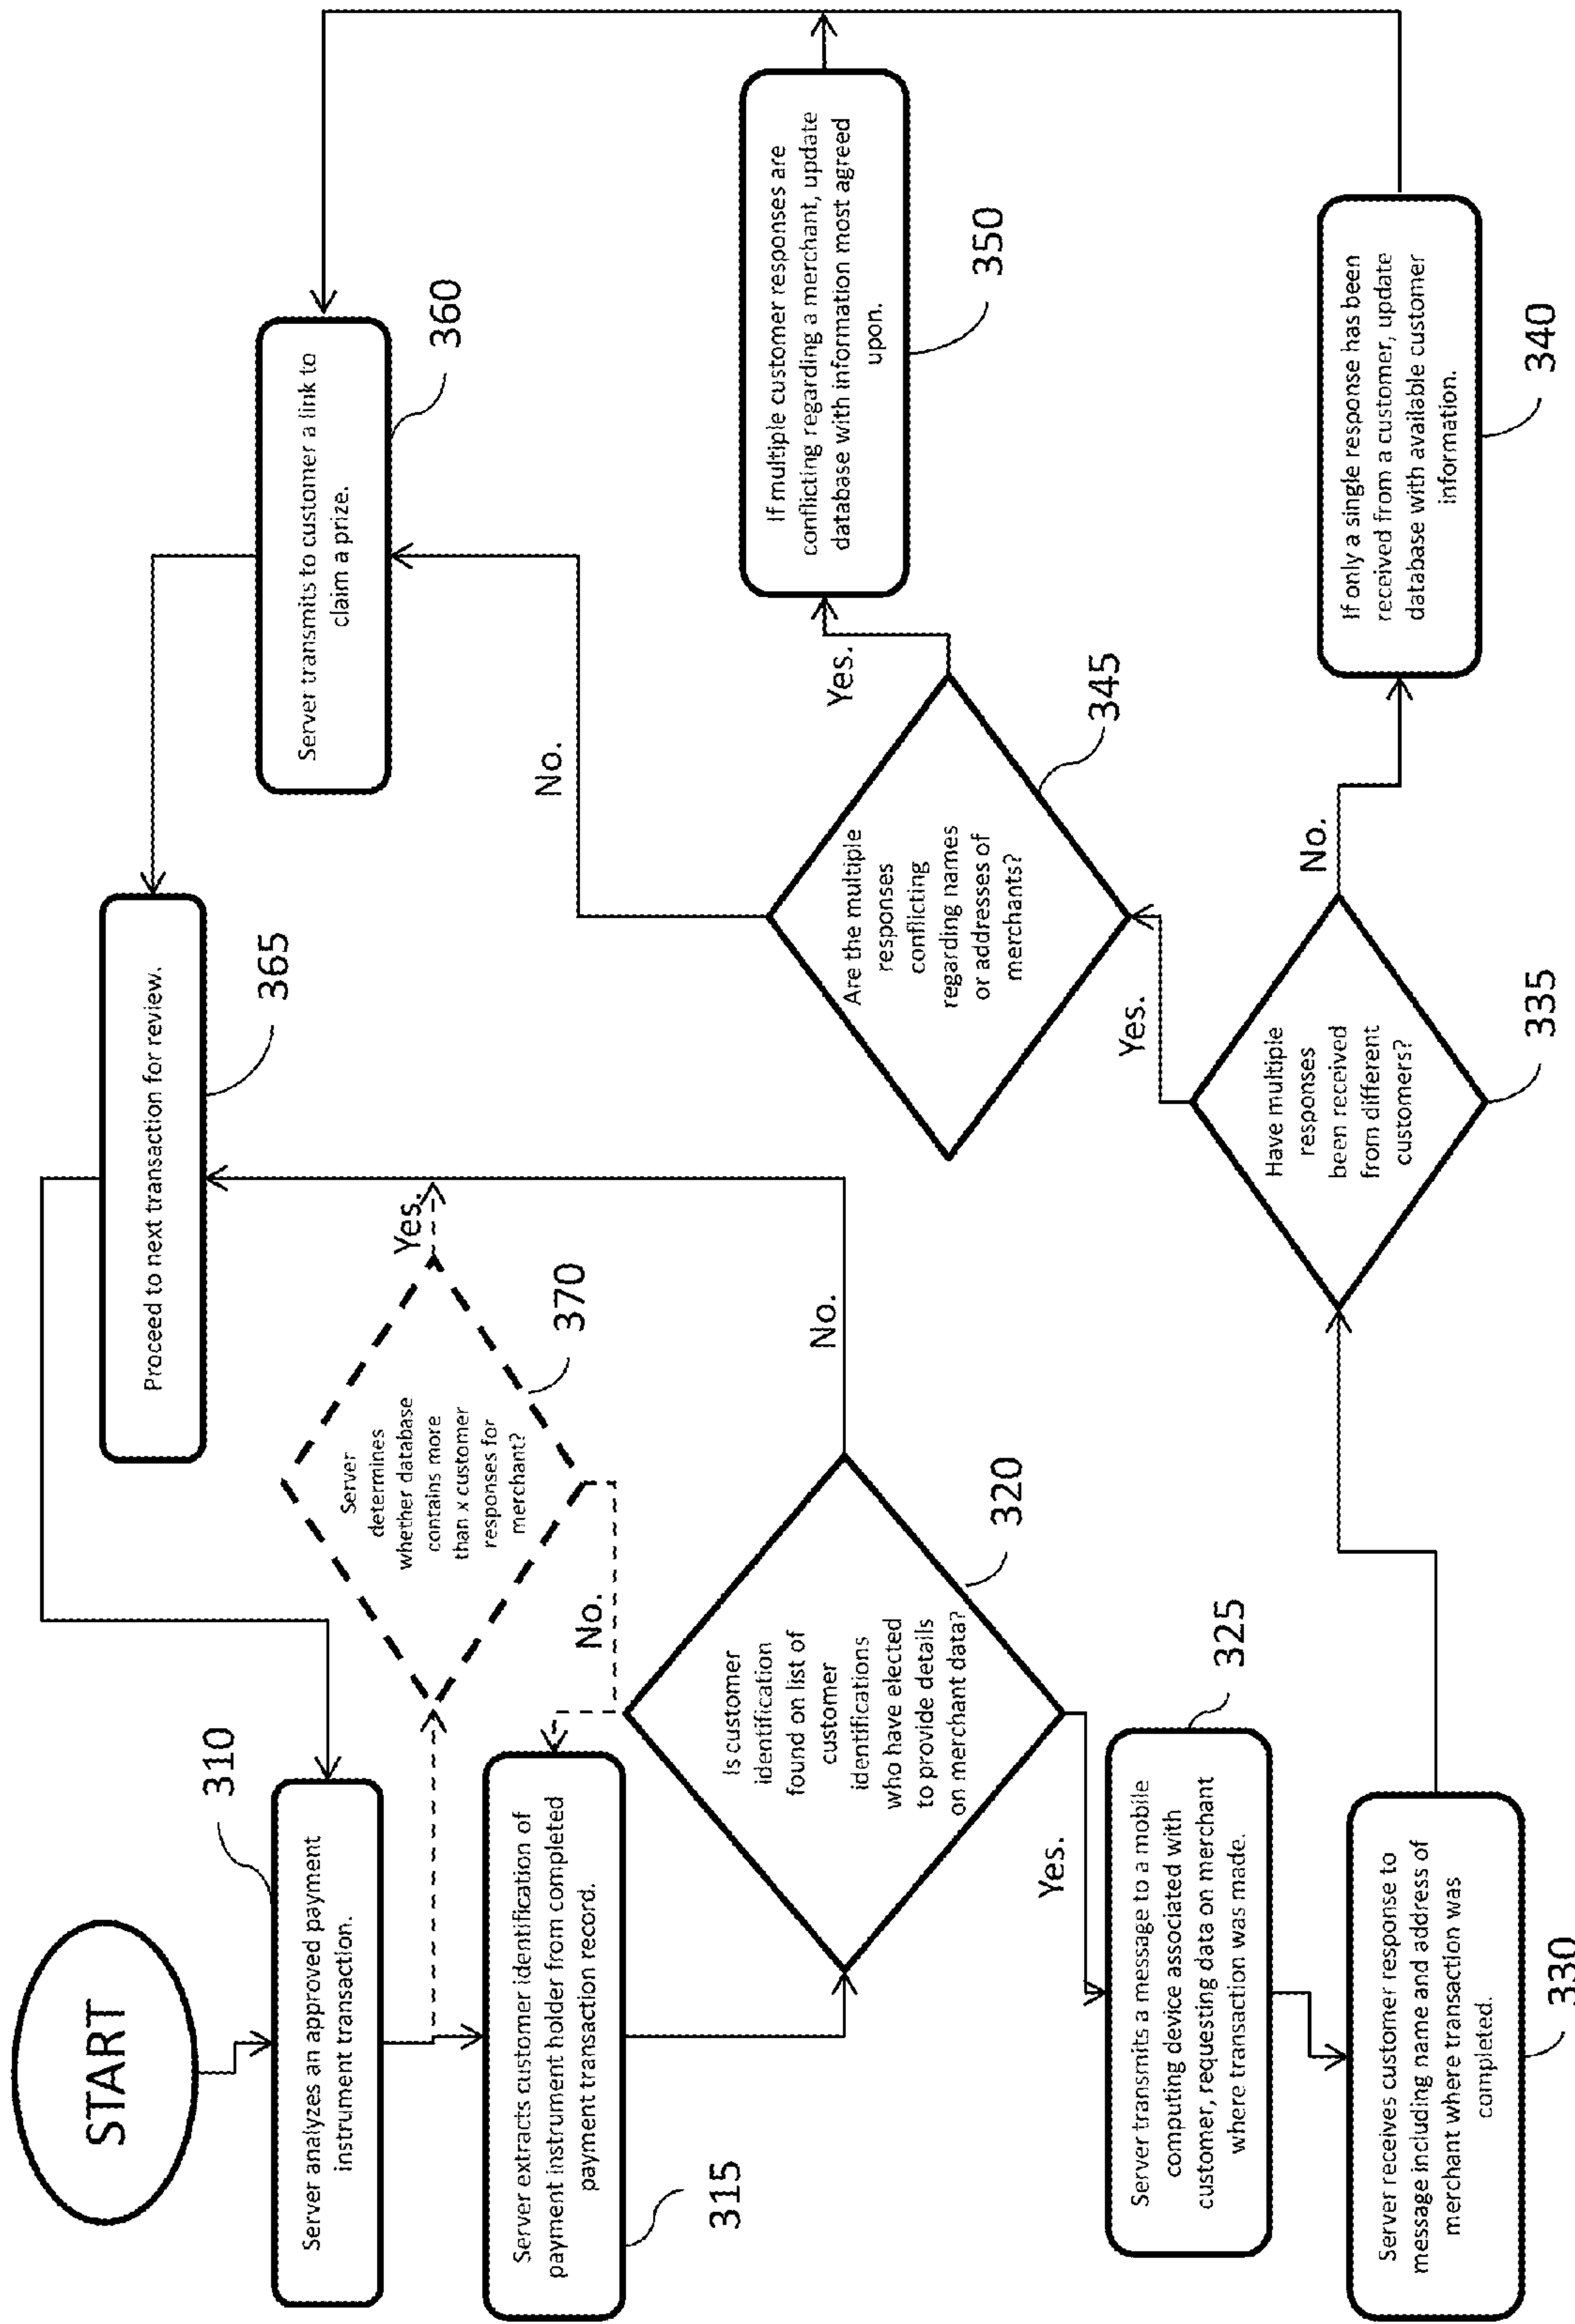 START
310
Server analyzes an approved payment
instrument transaction.
Server extracts customer identification of
payment instrument holder from completed
payment transaction record.
315
Server
determines
whether database
contains more
than x customer
responses for
merchant?
370
Yes.
No.
Is customer
identification
found on list of
customer
identifications
who have elected
to provide details
on merchant data?
320
No.
Yes.
Server transmits a message to a mobile
computing device associated with
customer, requesting data on merchant
where transaction was made.
325
Server receives customer response to
message including name and address of
merchant where transaction was
completed.
330
Have multiple
responses
been received
from different
customers?
335
No.
Yes.
If only a single response has been
received from a customer, update
database with available customer
information.
340
Are the multiple
responses
conflicting
regarding names
or addresses of
merchants?
345
Yes.
No.
If multiple customer responses are
conflicting regarding a merchant, update
database with information most agreed
upon.
350
Server transmits to customer a link to
claim a prize.
360
Proceed to next transaction for review.
365